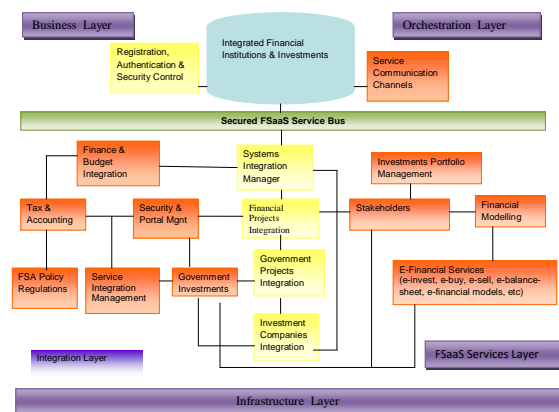 Business Layer
Orchestration Layer
Registration,
Authentication &
Security Control
Integrated Financial
Institutions & Investments
Service
Communication
Channels
Secured FSaaS Service Bus
Finance &
Budget
Integration
Systems
Integration
Manager
Investments Portfolio
Management
Tax &
Accounting
Security &
Portal Mgnt
Financial
Projects
Integration
Stakeholders
Financial
Modelling
FSA Policy
Regulations
Service
Integration
Management
Government
Investments
Government
Projects
Integration
E-Financial Services
(e-invest, e-buy, e-sell, e-balance-
sheet, e-financial models, etc)
Investment
Companies
Integration
Integration Layer
FSaaS Services Layer
Infrastructure Layer